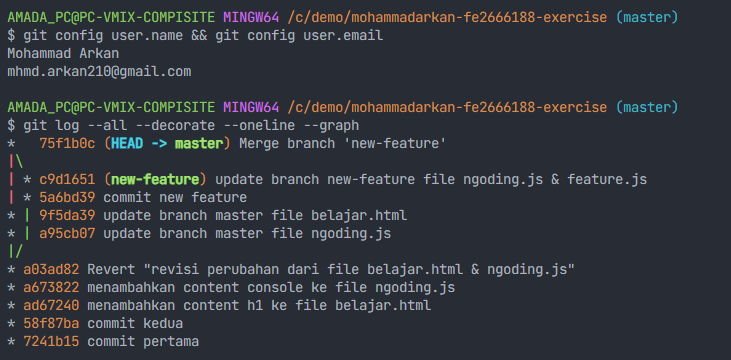 AMADA_PC@PC-VMIX-COMPISITE MINGW64 /c/demo/mohammadarkan-fe2666188-exercise (master)
$ git config user.name && git config user.email
Mohammad Arkan
mhmd.arkan210@gmail.com
AMADA_PC@PC-VMIX-COMPISITE MINGW64 /c/demo/mohammadarkan-fe2666188-exercise (master)
$ git log --all --decorate --oneline --graph
*   75f1b0c (HEAD -> master) Merge branch 'new-feature'
|\
| * c9d1651 (new-feature) update branch new-feature file ngoding.js & feature.js
| * 5a6bd39 commit new feature
* | 9f5da39 update branch master file belajar.html
* | a95cb07 update branch master file ngoding.js
|/
* a03ad82 Revert "revisi perubahan dari file belajar.html & ngoding.js"
* a673822 menambahkan content console ke file ngoding.js
* ad67240 menambahkan content h1 ke file belajar.html
* 58f87ba commit kedua
* 7241b15 commit pertama